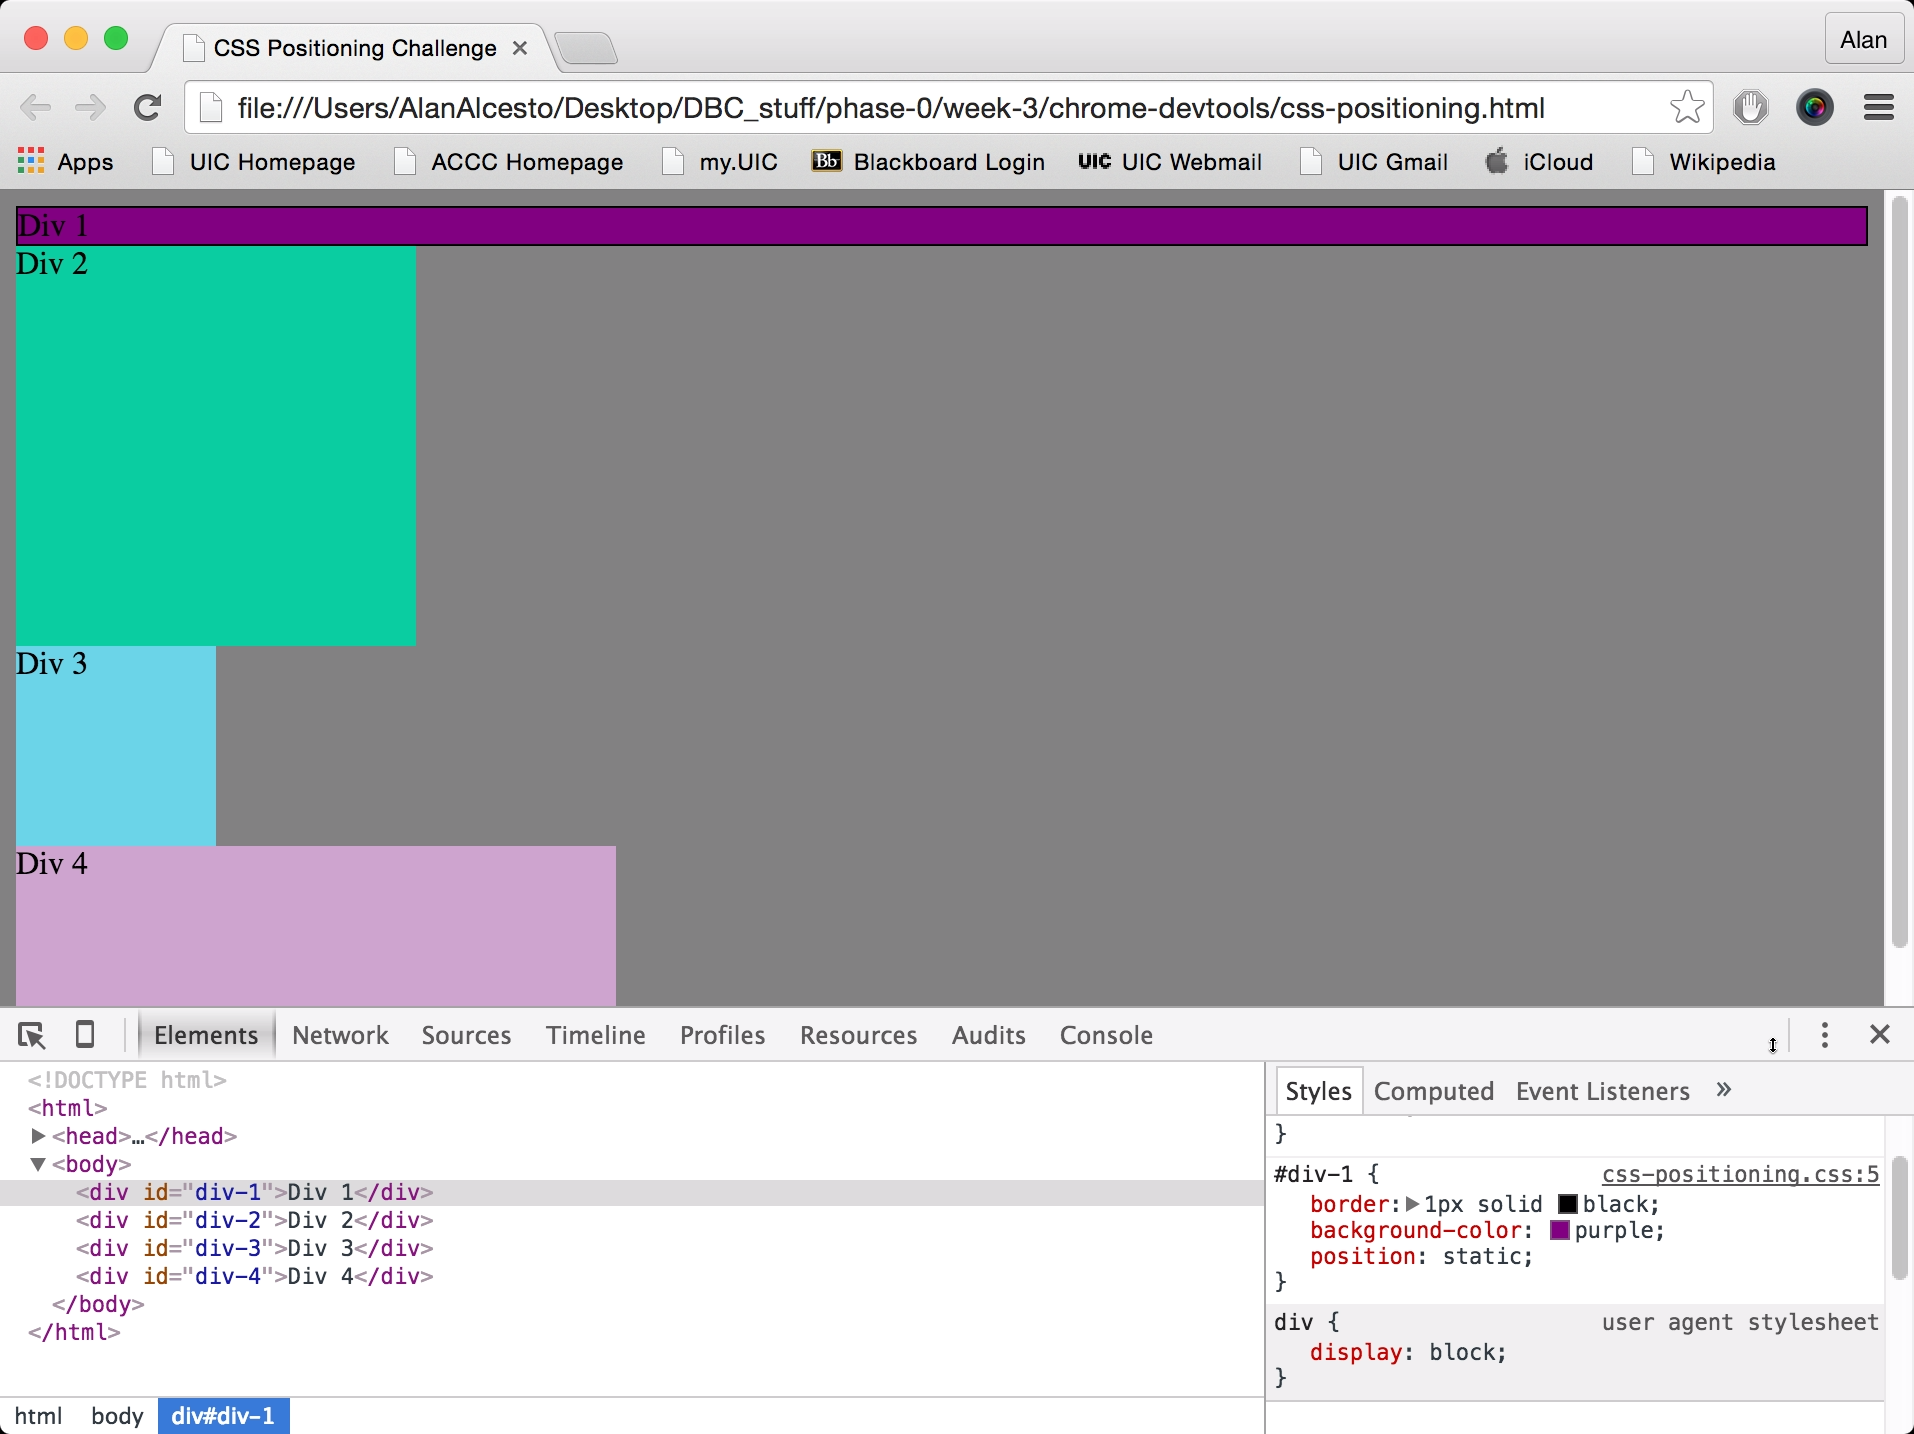 CSS Positioning Challenge
Alan
file:///Users/AlanAlcesto/Desktop/DBC_stuff/phase-0/week-3/chrome-devtools/css-positioning.html
Apps UIC Homepage ACCC Homepage my.UIC Bb Blackboard Login UIC UIC Webmail UIC Gmail iCloud Wikipedia
Div 1
Div 2
Div 3
Div 4
Elements Network Sources Timeline Profiles Resources Audits Console
<!DOCTYPE html>
<html>
<head>…</head>
<body>
<div id="div-1">Div 1</div>
<div id="div-2">Div 2</div>
<div id="div-3">Div 3</div>
<div id="div-4">Div 4</div>
</body>
</html>
html body div#div-1
Styles Computed Event Listeners »
}
#div-1 { css-positioning.css:5
border: 1px solid black;
background-color: purple;
position: static;
}
div { user agent stylesheet
display: block;
}